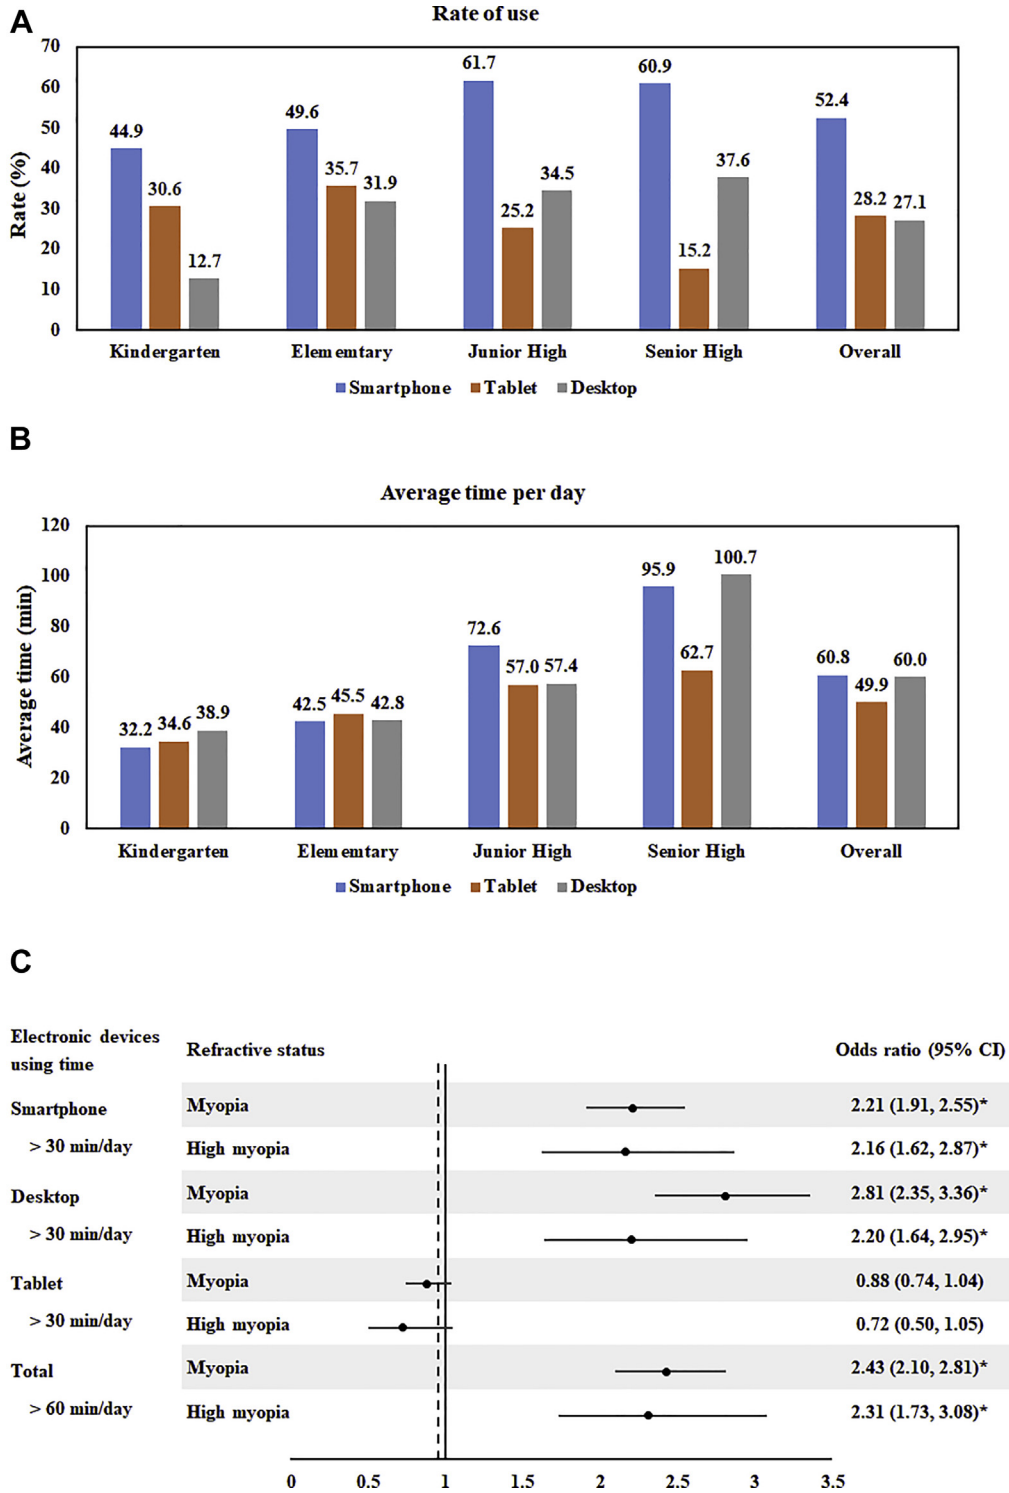 A
Rate of use
70
60
50
40
30
20
10
0
Rate (%)
44.9
30.6
12.7
49.6
35.7
31.9
61.7
25.2
34.5
60.9
15.2
37.6
52.4
28.2
27.1
Kindergarten
Elememtary
Junior High
Senior High
Overall
Smartphone
Tablet
Desktop
B
Average time per day
120
100
80
60
40
20
0
Average time (min)
32.2
34.6
38.9
42.5
45.5
42.8
72.6
57.0
57.4
95.9
62.7
100.7
60.8
49.9
60.0
Kindergarten
Elememtary
Junior High
Senior High
Overall
Smartphone
Tablet
Desktop
C
Electronic devices
using time
Refractive status
Odds ratio (95% CI)
Smartphone
> 30 min/day
Myopia
2.21 (1.91, 2.55)*
High myopia
2.16 (1.62, 2.87)*
Desktop
> 30 min/day
Myopia
2.81 (2.35, 3.36)*
High myopia
2.20 (1.64, 2.95)*
Tablet
> 30 min/day
Myopia
0.88 (0.74, 1.04)
High myopia
0.72 (0.50, 1.05)
Total
> 60 min/day
Myopia
2.43 (2.10, 2.81)*
High myopia
2.31 (1.73, 3.08)*
0
0.5
1
1.5
2
2.5
3
3.5